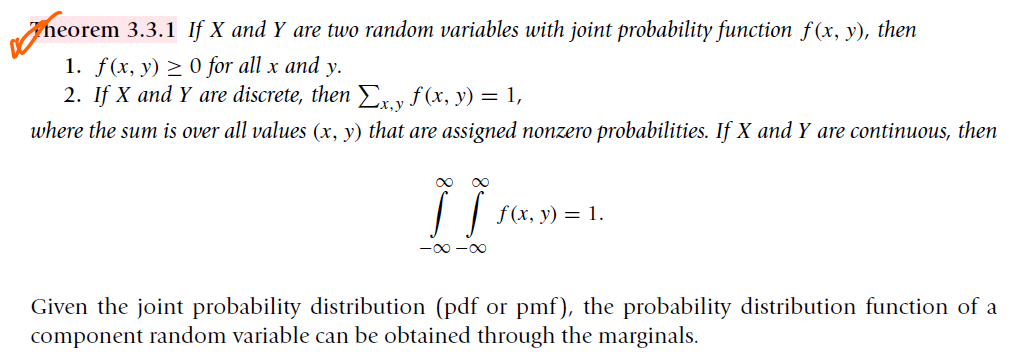 Theorem 3.3.1 If X and Y are two random variables with joint probability function f(x, y), then
1. f(x, y) ≥ 0 for all x and y.
2. If X and Y are discrete, then ∑x,y f(x, y) = 1,
where the sum is over all values (x, y) that are assigned nonzero probabilities. If X and Y are continuous, then
∞ ∞
∫ ∫ f(x, y) = 1.
−∞ −∞
Given the joint probability distribution (pdf or pmf), the probability distribution function of a
component random variable can be obtained through the marginals.